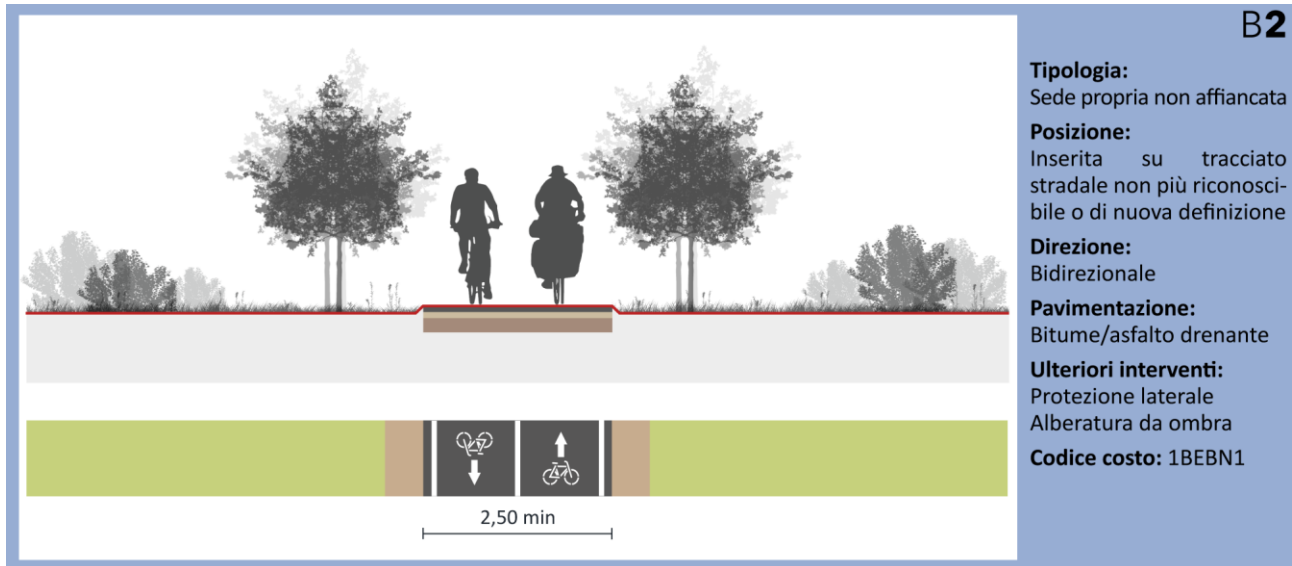 B2
Tipologia:
Sede propria non affiancata
Posizione:
Inserita su tracciato
stradale non più riconosci-
bile o di nuova definizione
Direzione:
Bidirezionale
Pavimentazione:
Bitume/asfalto drenante
Ulteriori interventi:
Protezione laterale
Alberatura da ombra
Codice costo: 1BEBN1
2,50 min